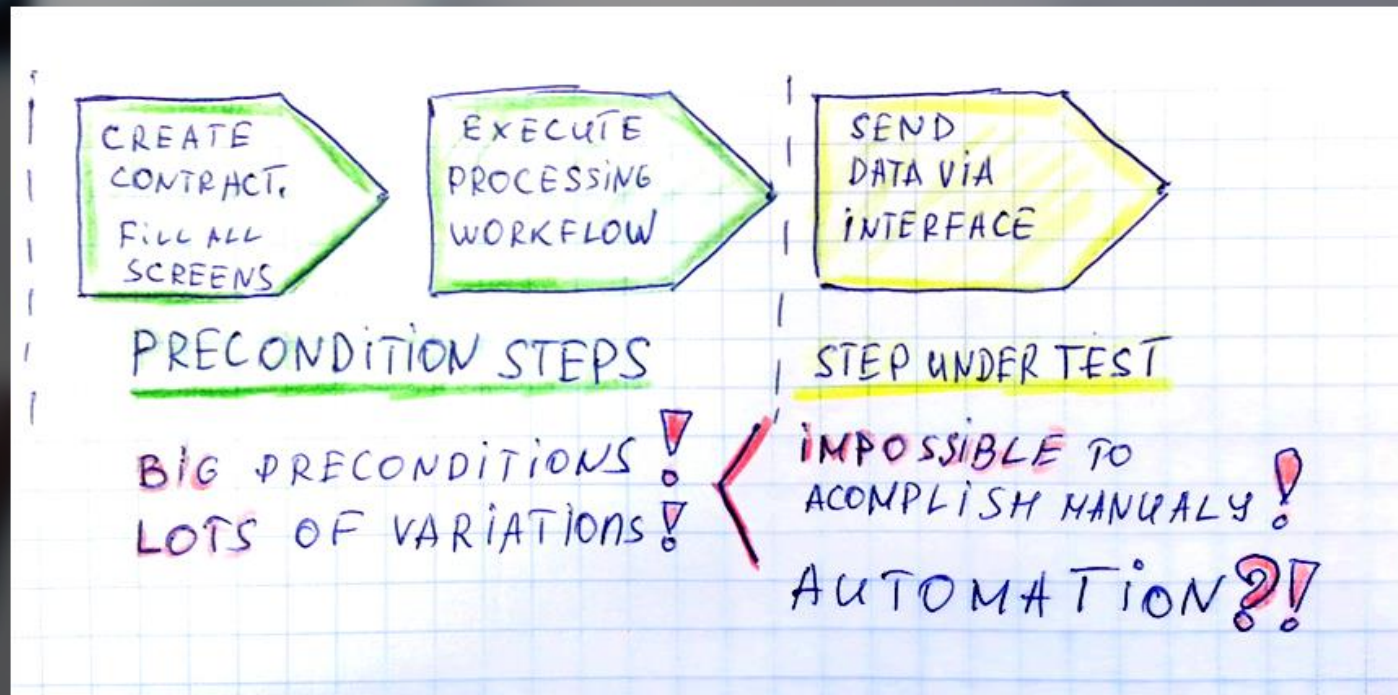 CREATE
CONTRACT.
FILL ALL
SCREENS
EXECUTE
PROCESSING
WORKFLOW
SEND
DATA VIA
INTERFACE
PRECONDITION STEPS
STEP UNDER TEST
BIG PRECONDITIONS!
LOTS OF VARIATIONS!
IMPOSSIBLE TO
ACOMPLISH MANUALY!
AUTOMATION?!